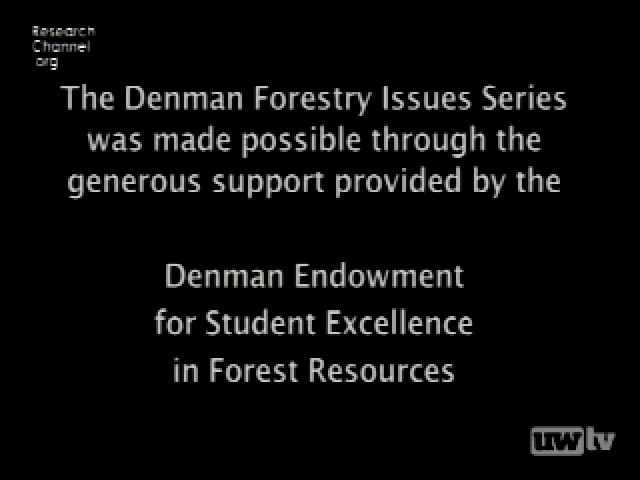 Research
Channel
org
The Denman Forestry Issues Series
was made possible through the
generous support provided by the
Denman Endowment
for Student Excellence
in Forest Resources
uwtv